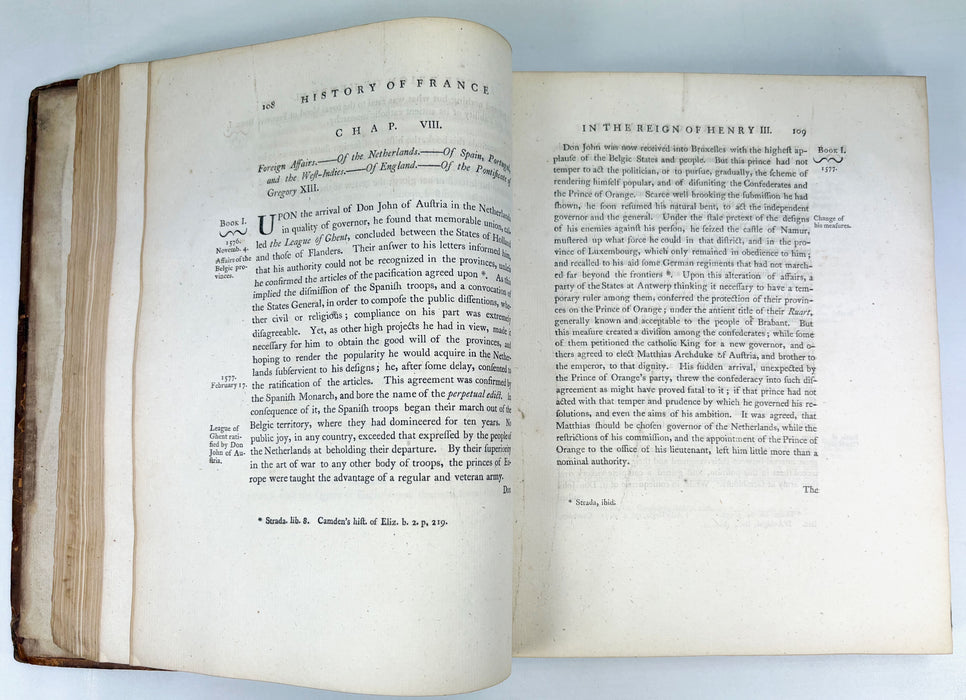 108 HISTORY OF FRANCE
CHAP. VIII.
Foreign Affairs.——Of the Netherlands.——Of Spain, Portugal,
and the West-Indies.——Of England.——Of the Pontificate of
Gregory XIII.
BOOK I.
1576.
Novemb. 4.
Affairs of the
Belgic pro-
vinces.
UPON the arrival of Don John of Auſtria in the Netherlands
in quality of governor, he found that memorable union, cal-
led the League of Ghent, concluded between the States of Holland
and thoſe of Flanders. Their anſwer to his letters informed him,
that his authority could not be recognized in the provinces, unleſs
he confirmed the articles of the pacification agreed upon *. As this
implied the diſmiſſion of the Spaniſh troops, and a convocation of
the States General, in order to compoſe the public diſſentions, whe-
ther civil or religious; compliance on his part was extremely
diſagreeable. Yet, as other high projects he had in view, made it
neceſſary for him to obtain the good will of the provinces, and
hoping to render the popularity he would acquire in the Nether-
lands ſubſervient to his deſigns; he, after ſome delay, conſented to
1577.
February 17.
the ratification of the articles. This agreement was confirmed by
the Spaniſh Monarch, and bore the name of the perpetual edict. In
conſequence of it, the Spaniſh troops began their march out of the
League of
Ghent rati-
fied by Don
John of Au-
ſtria.
Belgic territory, where they had domineered for ten years. No
public joy, in any country, exceeded that expreſſed by the people of
the Netherlands at beholding their departure. By their ſuperiority
in the art of war to any other body of troops, the princes of Eu-
rope were taught the advantage of a regular and veteran army.
Don
* Strada. lib. 8. Camden's hiſt. of Eliz. b. 2. p. 219.
IN THE REIGN OF HENRY III. 109
BOOK I.
1577.
Don John was now received into Bruxelles with the higheſt ap-
plauſe of the Belgic States and people. But this prince had not
temper to act the politician, or to purſue, gradually, the ſcheme of
rendering himſelf popular, and of diſuniting the Confederates and
the Prince of Orange. Scarce well brooking the ſubmiſſion he had
ſhown, he ſoon reſumed his natural bent, to act the independent
governor and the general. Under the ſtale pretext of the deſigns
Change of
his meaſures.
of his enemies againſt his perſon, he ſeized the caſtle of Namur,
muſtered up what force he could in that diſtrict, and in the pro-
vince of Luxembourg, which only remained in obedience to him;
and recalled to his aid ſome Germin regiments that had not march-
ed far beyond the frontiers *. Upon this alteration of affairs, a
party of the States at Antwerp thinking it neceſſary to have a tem-
porary ruler among them, conferred the protection of their provin-
ces on the Prince of Orange; under the antient title of their Ruart,
generally known and acceptable to the people of Brabant. But
this meaſure created a diviſion among the confederates; while ſome
of them petitioned the catholic King for a new governor, and o-
thers agreed to elect Matthias Archduke of Auſtria, and brother to
the emperor, to that dignity. His ſudden arrival, unexpected by
the Prince of Orange's party, threw the confederacy into ſuch diſ-
agreement as might have proved fatal to it; if that prince had not
acted with that temper and prudence by which he governed his re-
ſolutions, and even the aims of his ambition. It was agreed, that
Matthias ſhould be choſen governor of the Netherlands, while the
reſtrictions of his commiſſion, and the appointment of the Prince of
Orange to the office of his lieutenant, left him little more than a
nominal authority.
The
* Strada, ibid.